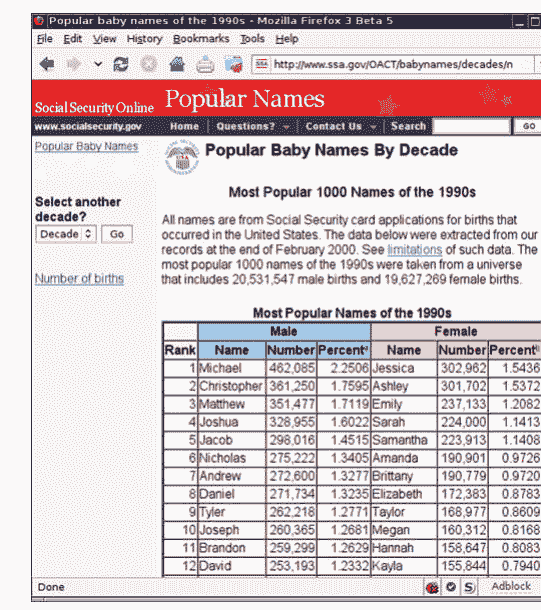 Popular baby names of the 1990s - Mozilla Firefox 3 Beta 5
File Edit View History Bookmarks Tools Help
http://www.ssa.gov/OACT/babynames/decades/n
Social Security Online Popular Names
www.socialsecurity.gov Home Questions? Contact Us Search GO
Popular Baby Names
Popular Baby Names By Decade
Select another
decade?
Decade Go
Number of births
Most Popular 1000 Names of the 1990s
All names are from Social Security card applications for births that
occurred in the United States. The data below were extracted from our
records at the end of February 2000. See limitations of such data. The
most popular 1000 names of the 1990s were taken from a universe
that includes 20,531,547 male births and 19,627,269 female births.
Most Popular Names of the 1990s
Male Female
Rank Name Number Percent Name Number Percent
1 Michael 462,085 2.2506 Jessica 302,962 1.5436
2 Christopher 361,250 1.7595 Ashley 301,702 1.5372
3 Matthew 351,477 1.7119 Emily 237,133 1.2082
4 Joshua 328,955 1.6022 Sarah 224,000 1.1413
5 Jacob 298,016 1.4515 Samantha 223,913 1.1408
6 Nicholas 275,222 1.3405 Amanda 190,901 0.9726
7 Andrew 272,600 1.3277 Brittany 190,779 0.9720
8 Daniel 271,734 1.3235 Elizabeth 172,383 0.8783
9 Tyler 262,218 1.2771 Taylor 168,977 0.8609
10 Joseph 260,365 1.2681 Megan 160,312 0.8168
11 Brandon 259,299 1.2629 Hannah 158,647 0.8083
12 David 253,193 1.2332 Kayla 155,844 0.7940
Done Adblock